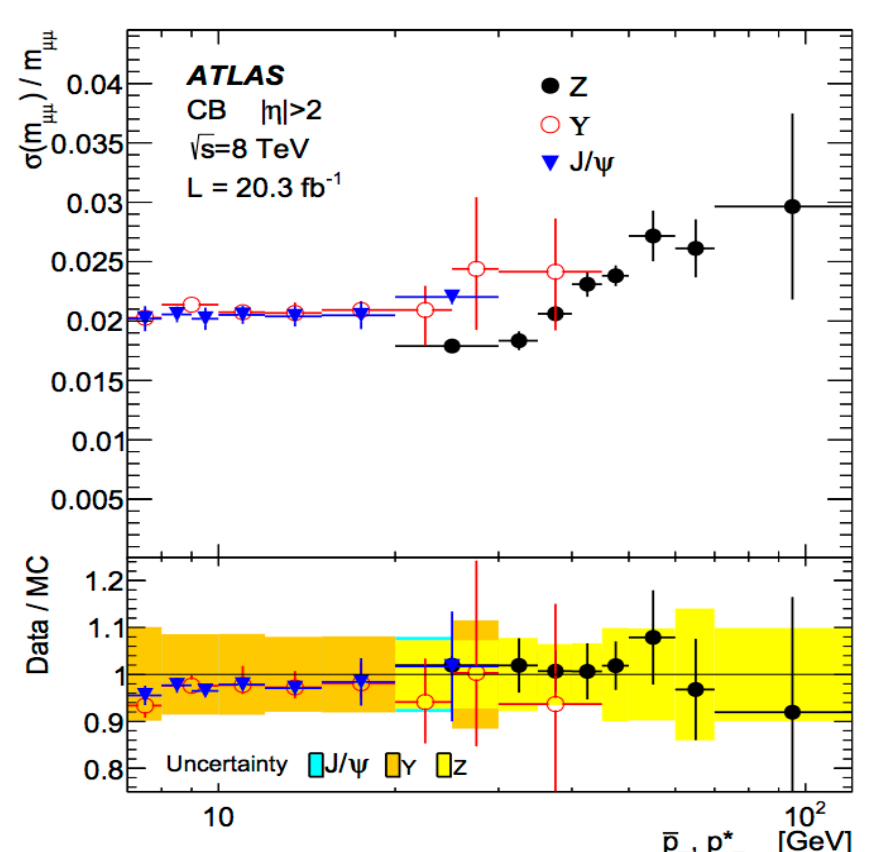 σ(m_μμ) / m_μμ
0.04
0.035
0.03
0.025
0.02
0.015
0.01
0.005
ATLAS
CB |η|>2
√s=8 TeV
L = 20.3 fb⁻¹
Z
Υ
J/ψ
Data / MC
1.2
1.1
1
0.9
0.8
Uncertainty J/ψ Υ Z
10
10²
p̄ , p* [GeV]